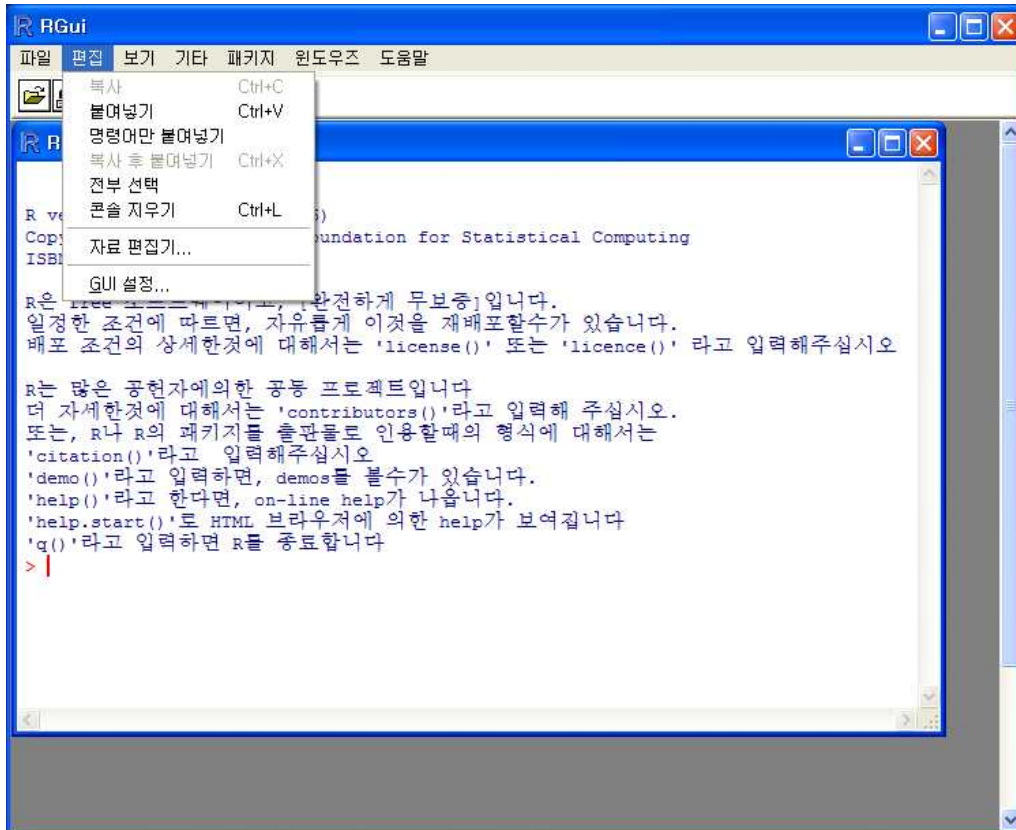 RGui
파일 편집 보기 기타 패키지 윈도우즈 도움말
복사 Ctrl+C
붙여넣기 Ctrl+V
명령어만 붙여넣기
복사 후 붙여넣기 Ctrl+X
전부 선택
콘솔 지우기 Ctrl+L
자료 편집기...
GUI 설정...
R
R
Foundation for Statistical Computing
ISBN
R은 free
[완전하게 무보증]입니다.
일정한 조건에 따르면, 자유롭게 이것을 재배포할수가 있습니다.
배포 조건의 상세한것에 대해서는 'license()' 또는 'licence()' 라고 입력해주십시오
R는 많은 공헌자에의한 공동 프로젝트입니다
더 자세한것에 대해서는 'contributors()'라고 입력해 주십시오.
또는, R나 R의 패키지를 출판물로 인용할때의 형식에 대해서는
'citation()'라고 입력해주십시오
'demo()'라고 입력하면, demos를 볼수가 있습니다.
'help()'라고 한다면, on-line help가 나옵니다.
'help.start()'로 HTML 브라우저에 의한 help가 보여집니다
'q()'라고 입력하면 R를 종료합니다
>